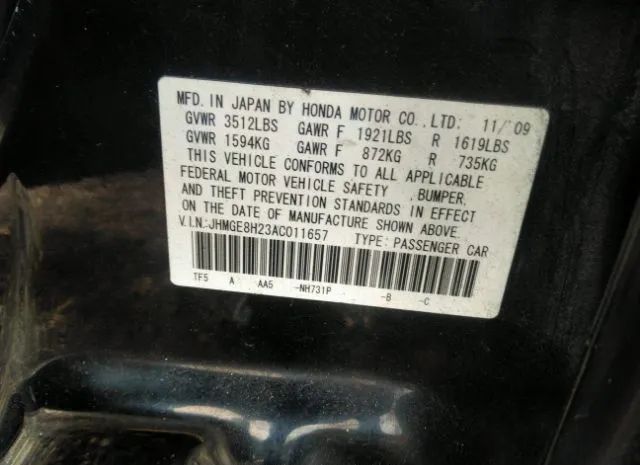 MFD. IN JAPAN BY HONDA MOTOR CO., LTD. 11/'09
GVWR 3512LBS GAWR F 1921LBS R 1619LBS
GVWR 1594KG GAWR F 872KG R 735KG
THIS VEHICLE CONFORMS TO ALL APPLICABLE
FEDERAL MOTOR VEHICLE SAFETY ,BUMPER,
AND THEFT PREVENTION STANDARDS IN EFFECT
ON THE DATE OF MANUFACTURE SHOWN ABOVE.
V.I.N.:JHMGE8H23AC011657 TYPE: PASSENGER CAR
TF5 A AA5 -NH731P -B -C